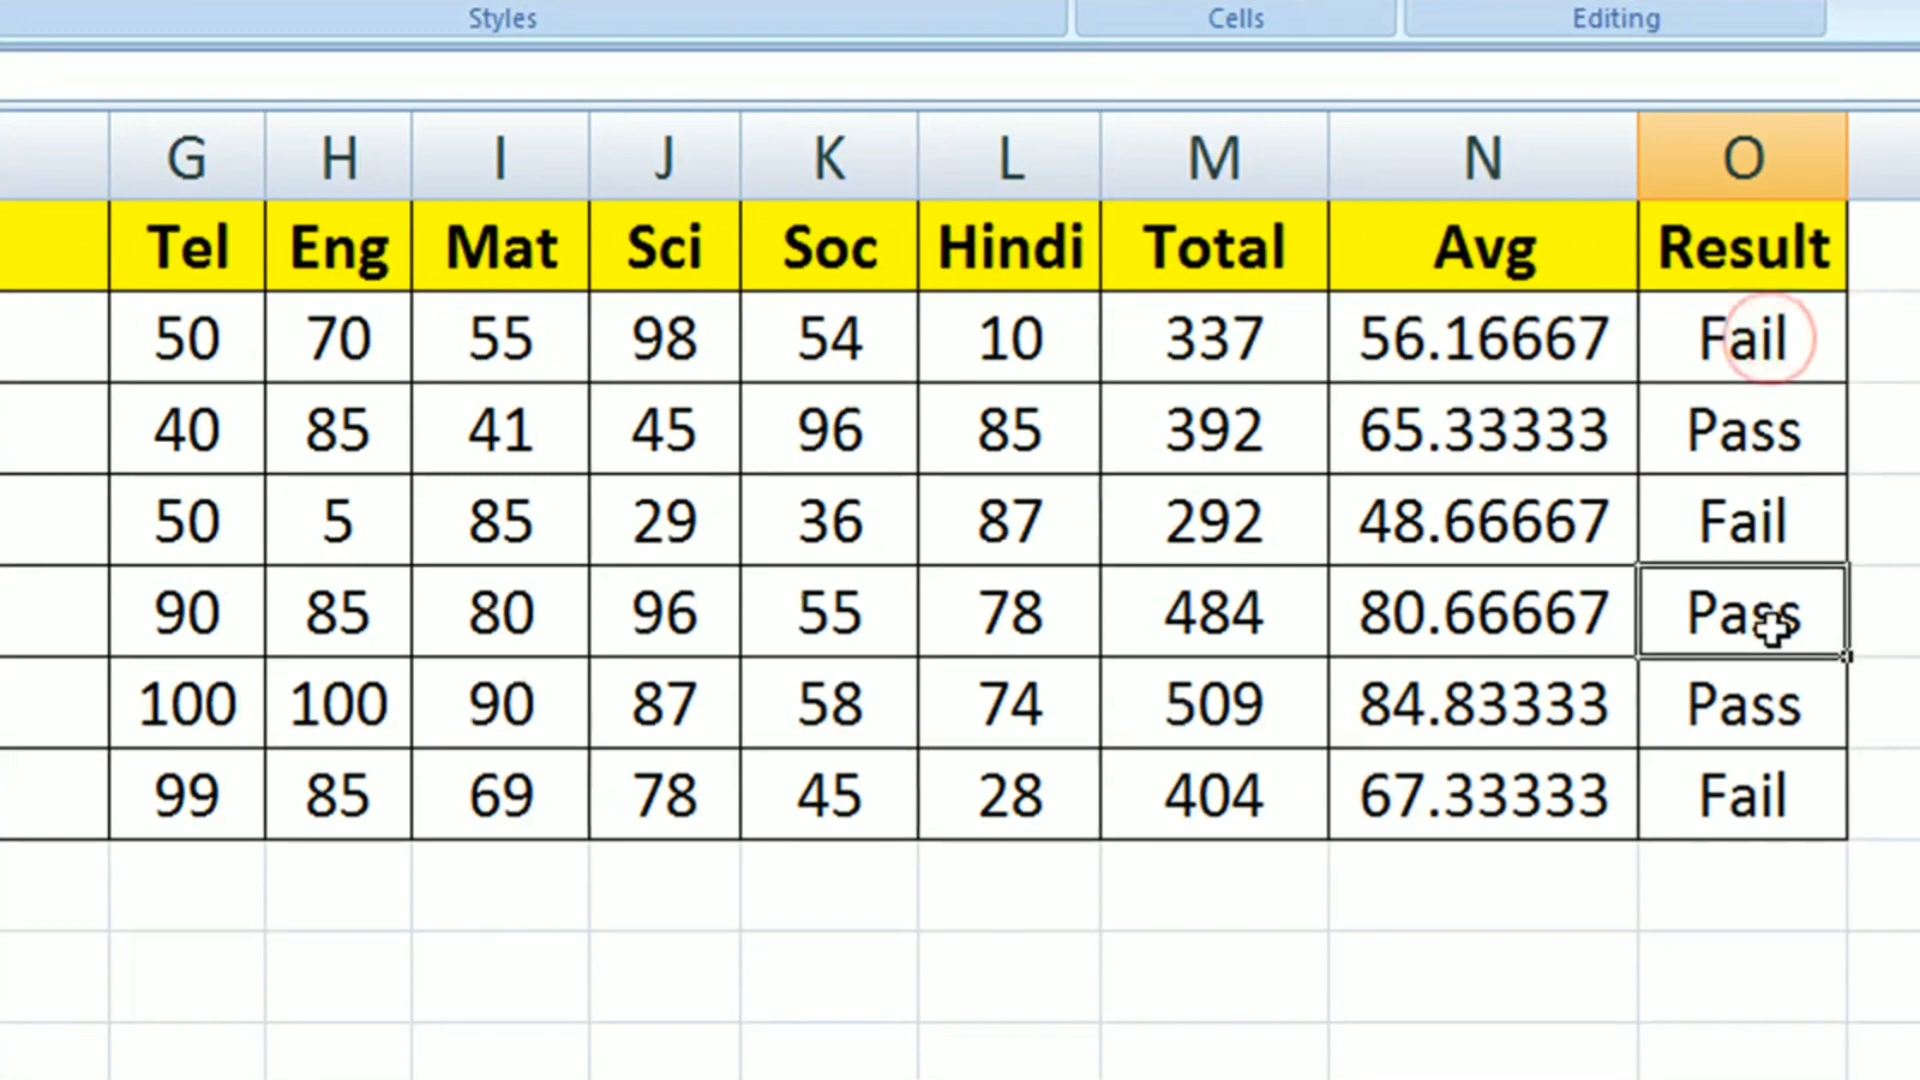 Styles Cells Editing
G H I J K L M N O
Tel Eng Mat Sci Soc Hindi Total Avg Result
50 70 55 98 54 10 337 56.16667 Fail
40 85 41 45 96 85 392 65.33333 Pass
50 5 85 29 36 87 292 48.66667 Fail
90 85 80 96 55 78 484 80.66667 Pass
100 100 90 87 58 74 509 84.83333 Pass
99 85 69 78 45 28 404 67.33333 Fail